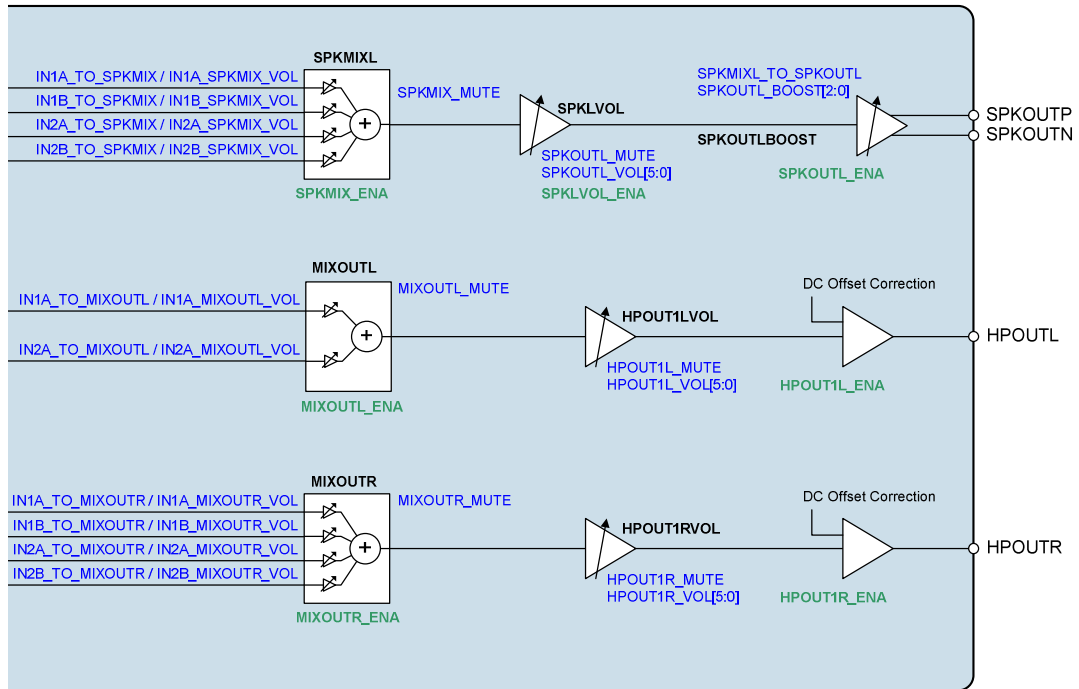 SPKMIXL
IN1A_TO_SPKMIX / IN1A_SPKMIX_VOL
IN1B_TO_SPKMIX / IN1B_SPKMIX_VOL
IN2A_TO_SPKMIX / IN2A_SPKMIX_VOL
IN2B_TO_SPKMIX / IN2B_SPKMIX_VOL
+
SPKMIX_ENA
SPKMIX_MUTE
SPKLVOL
SPKOUTL_MUTE
SPKOUTL_VOL[5:0]
SPKLVOL_ENA
SPKMIXL_TO_SPKOUTL
SPKOUTL_BOOST[2:0]
SPKOUTLBOOST
SPKOUTL_ENA
SPKOUTP
SPKOUTN
MIXOUTL
IN1A_TO_MIXOUTL / IN1A_MIXOUTL_VOL
IN2A_TO_MIXOUTL / IN2A_MIXOUTL_VOL
+
MIXOUTL_ENA
MIXOUTL_MUTE
HPOUT1LVOL
HPOUT1L_MUTE
HPOUT1L_VOL[5:0]
DC Offset Correction
HPOUT1L_ENA
HPOUTL
MIXOUTR
IN1A_TO_MIXOUTR / IN1A_MIXOUTR_VOL
IN1B_TO_MIXOUTR / IN1B_MIXOUTR_VOL
IN2A_TO_MIXOUTR / IN2A_MIXOUTR_VOL
IN2B_TO_MIXOUTR / IN2B_MIXOUTR_VOL
+
MIXOUTR_ENA
MIXOUTR_MUTE
HPOUT1RVOL
HPOUT1R_MUTE
HPOUT1R_VOL[5:0]
DC Offset Correction
HPOUT1R_ENA
HPOUTR